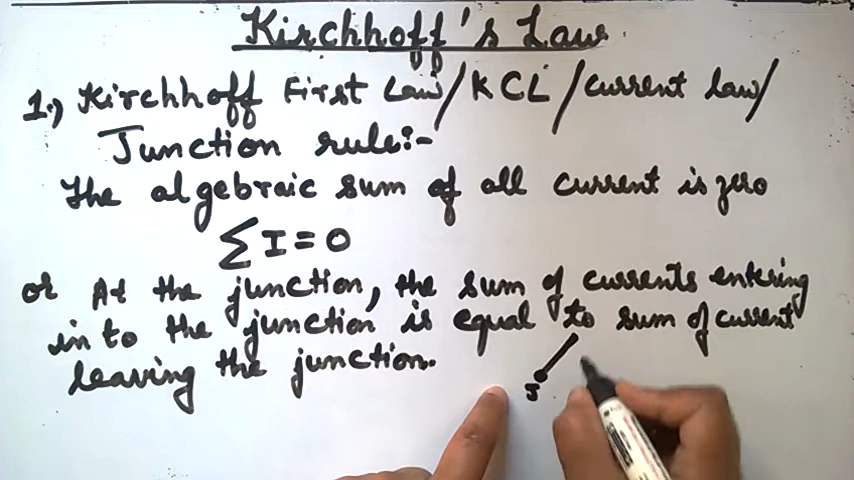 Kirchhoff's Law
1.) Kirchhoff First Law/KCL/current law/
Junction rule:-
The algebraic sum of all current is zero
∑I=0
or At the junction, the sum of currents entering
in to the junction is equal to sum of current
leaving the junction.
J